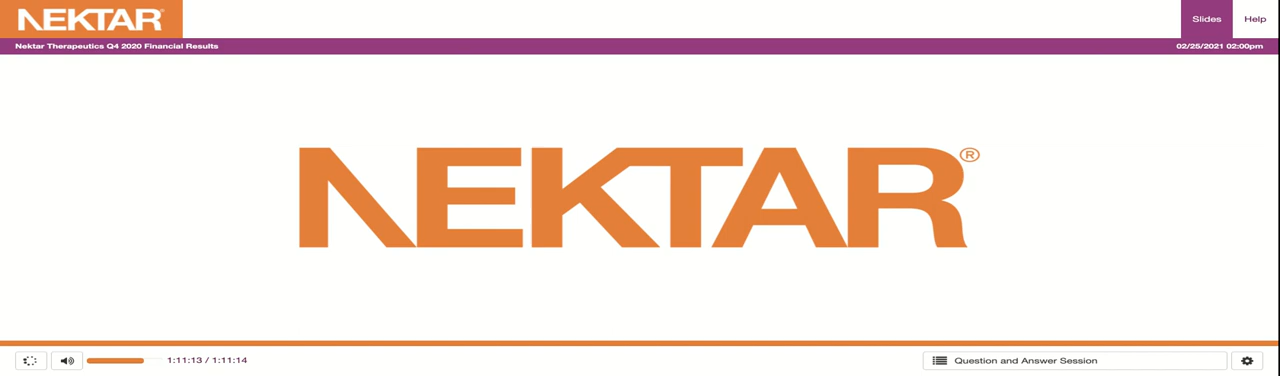 NEKTAR®
Slides
Help
Nektar Therapeutics Q4 2020 Financial Results
02/25/2021 02:00pm
NEKTAR®
1:11:13 / 1:11:14
Question and Answer Session